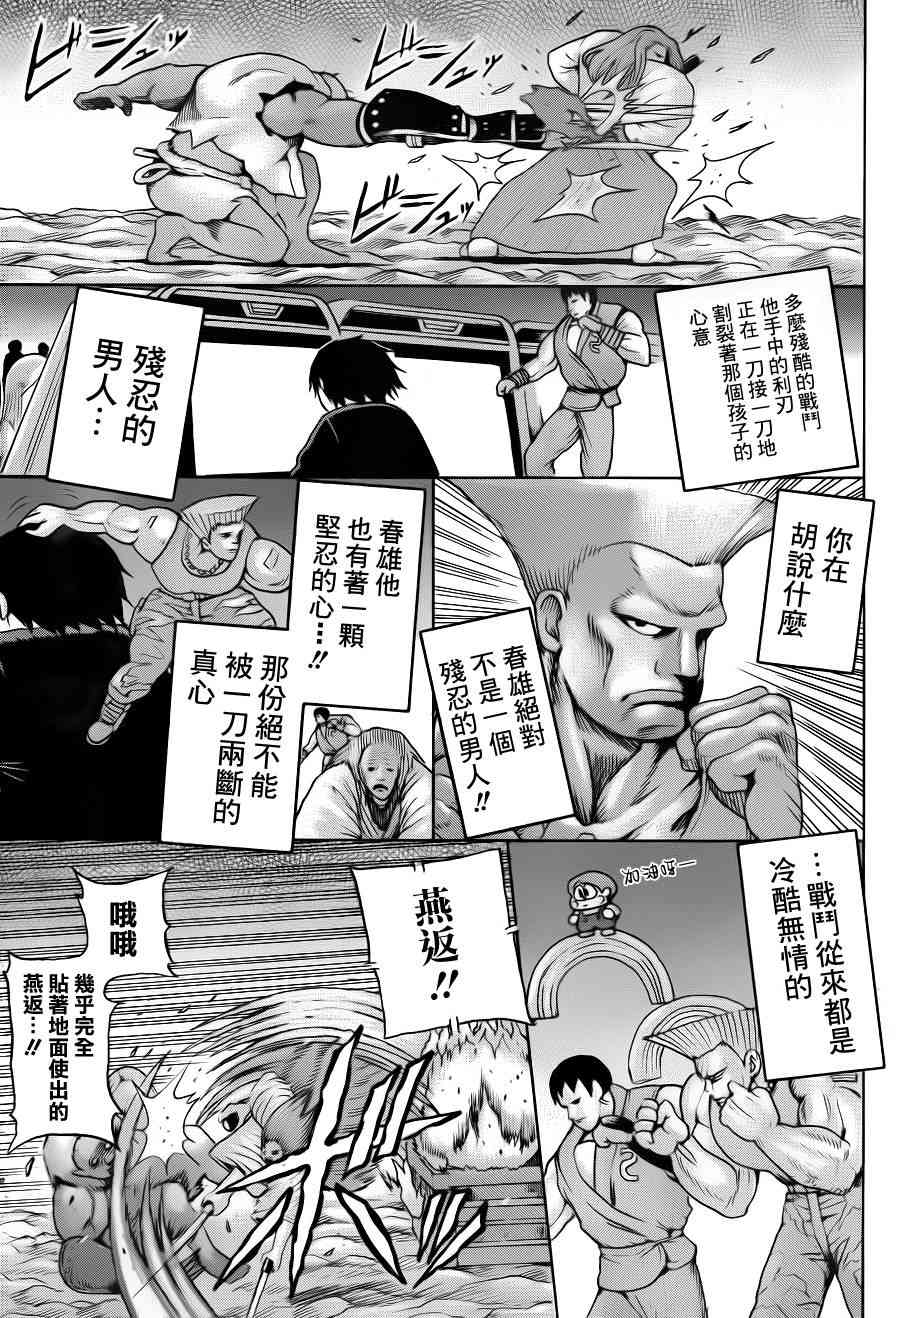 ビシュッ
ビシュッ
ビシュッ
多麼殘酷的戰鬥
他手中的利刃
正在一刀接一刀地
割裂著那個孩子的
心意
殘忍的
男人…
你在
胡說什麼
春雄絕對
不是一個
殘忍的男人!!
春雄他
也有著一顆
堅忍的心…!!
那份絕不能
被一刀兩斷的
真心
…戰鬥從來都是
冷酷無情的
加油呀—
燕返!!
ガガッ
哦哦
幾乎完全
貼著地面使出的
燕返…!!